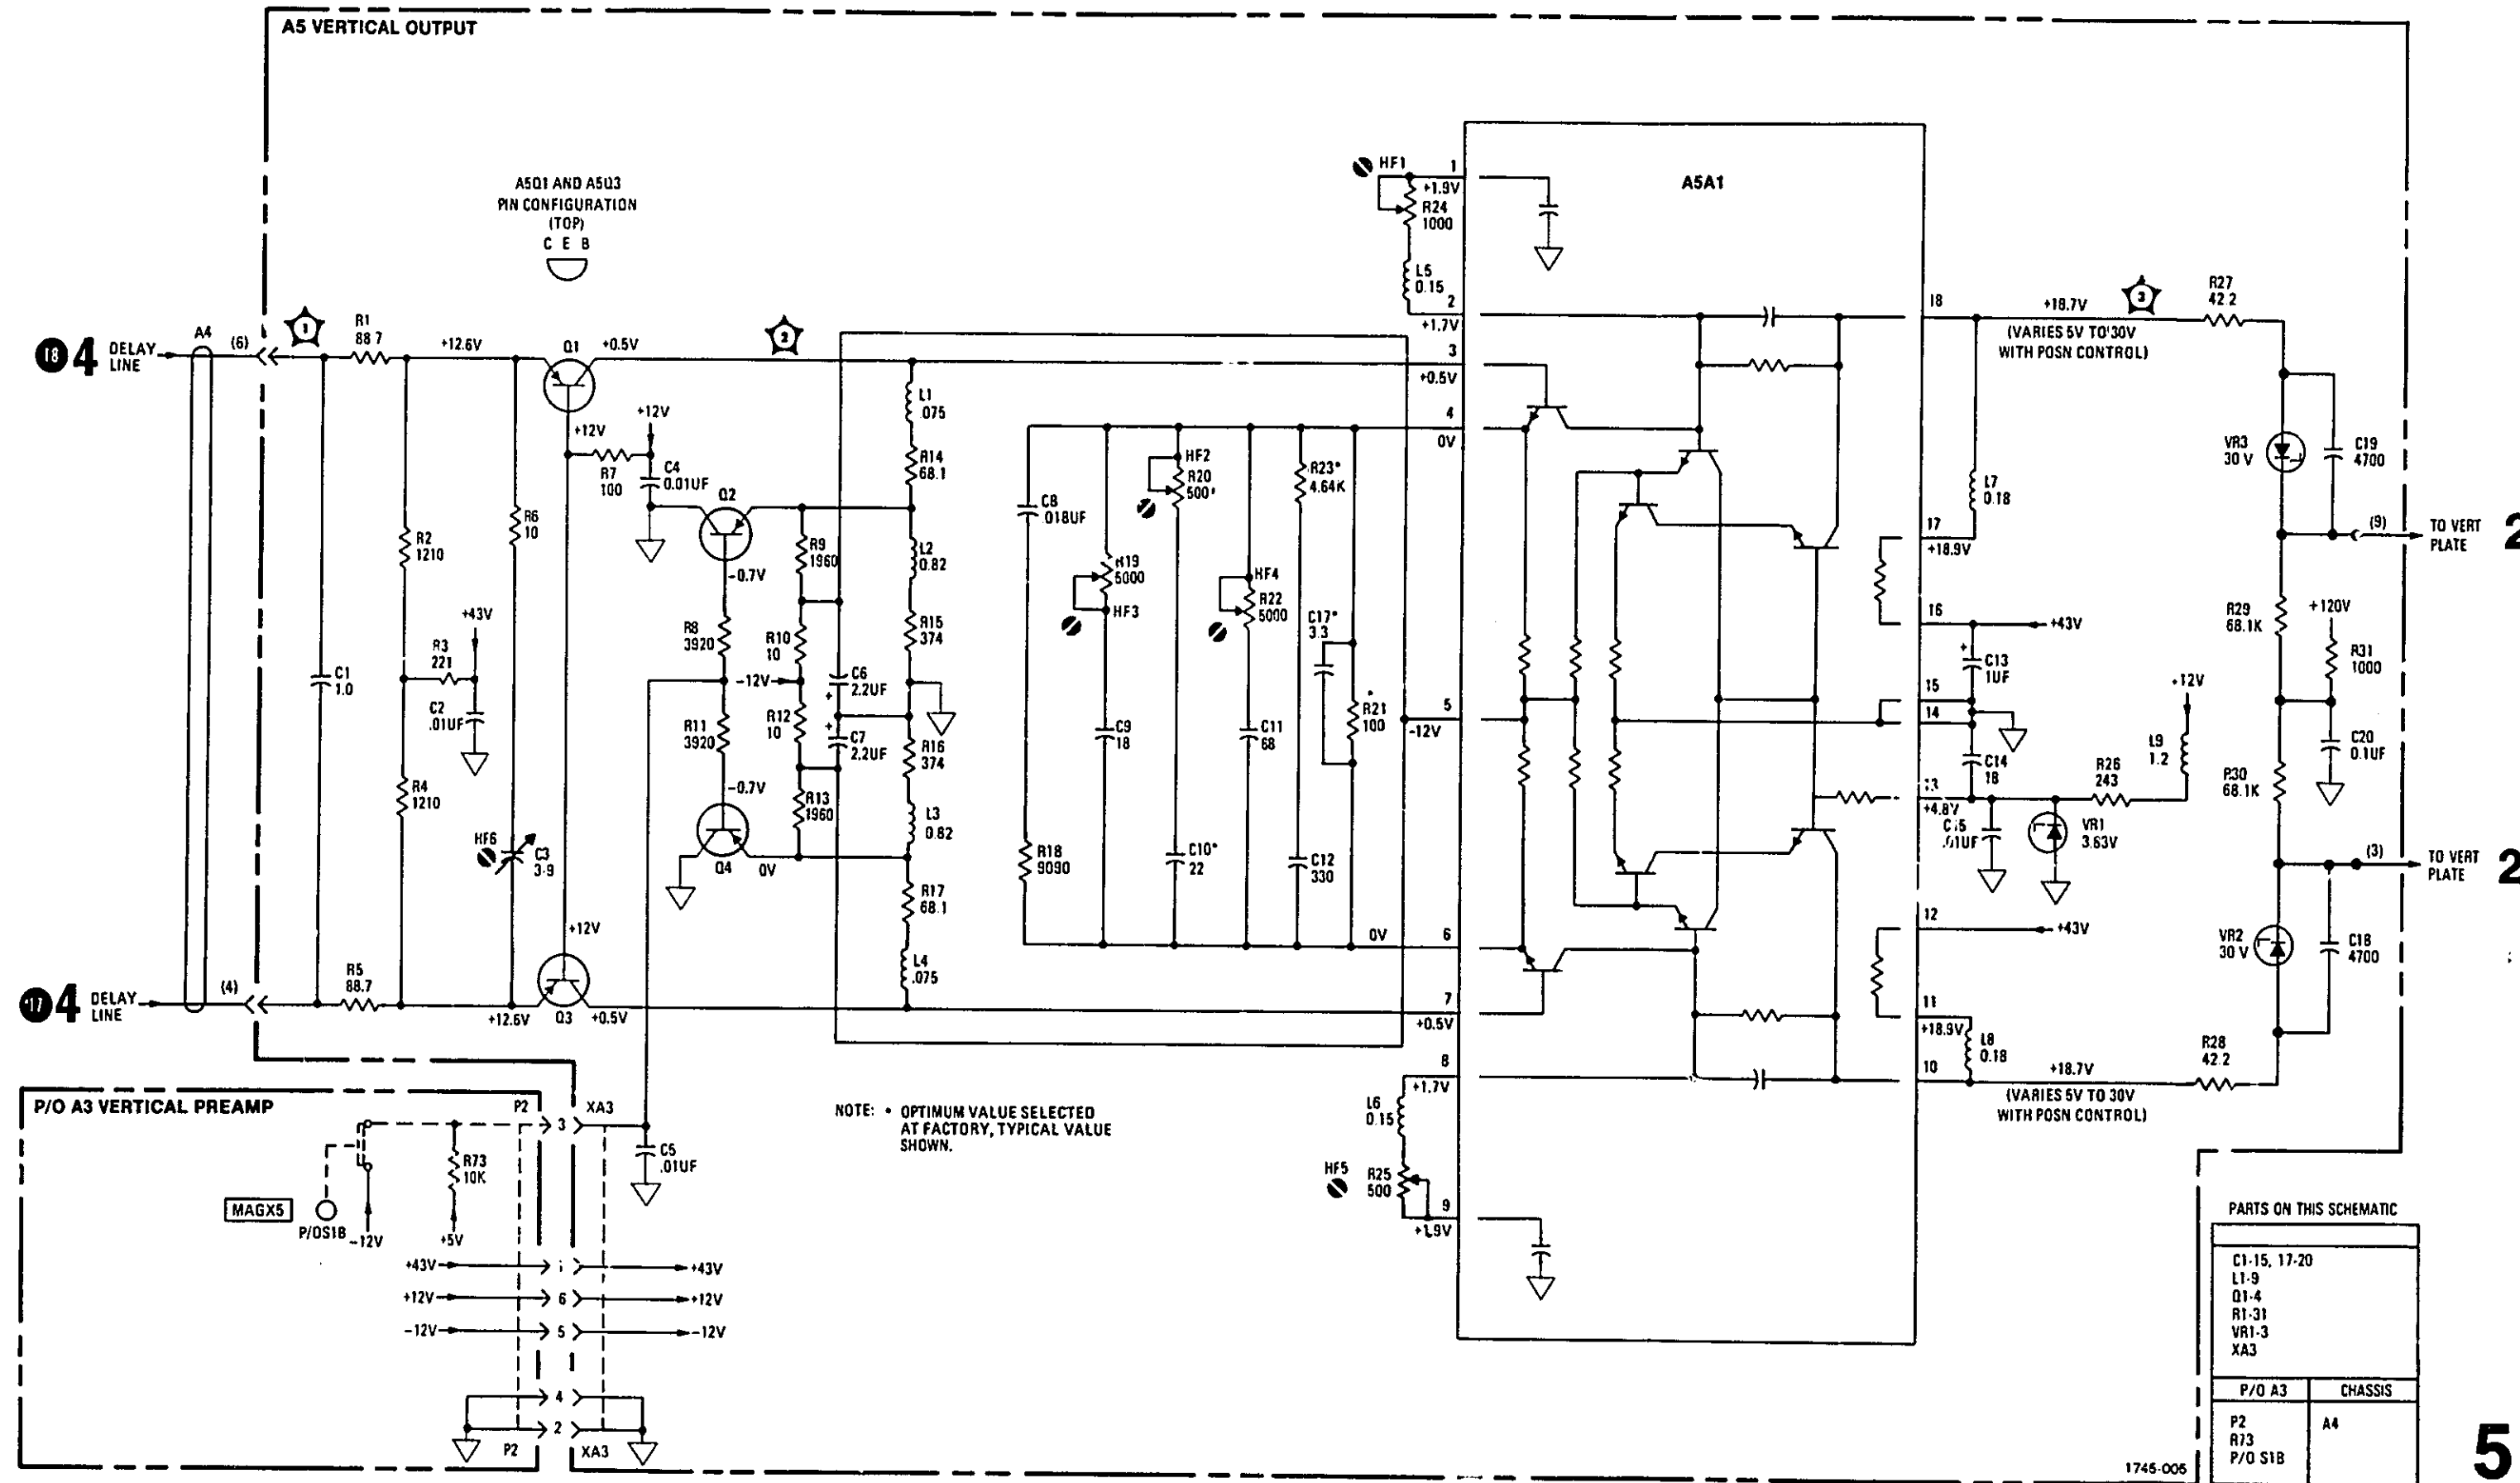 A5 VERTICAL OUTPUT
A5Q1 AND A5Q3
PIN CONFIGURATION
(TOP)
C E B
18 4 DELAY
LINE
A4
(6)
1
R1
88 7
+12.6V
Q1
+0.5V
2
+12V
+12V
R7
100
C4
0.01UF
Q2
R6
10
R2
1210
R3
221
+43V
C2
.01UF
C1
1.0
R4
1210
HF6
C3
3-9
-0.7V
R8
3920
R11
3920
-0.7V
Q4
0V
R9
1960
R10
10
-12V
R12
10
R13
1960
C6
2.2UF
+
+
C7
2.2UF
L1
.075
R14
68.1
L2
0.82
R15
374
R16
374
L3
0.82
R17
68.1
L4
.075
17 4 DELAY
LINE
(4)
R5
88.7
+12.6V
Q3
+0.5V
+12V
C8
.018UF
R18
9090
R19
5000
HF3
C9
18
HF2
R20
500*
C10*
22
HF4
R22
5000
C11
68
R23*
4.64K
C12
330
C17*
3.3
*
R21
100
0V
HF1
R24
1000
L5
0.15
1
+1.9V
2
+1.7V
3
+0.5V
4
0V
5
-12V
6
7
+0.5V
8
+1.7V
9
+1.9V
L6
0.15
HF5
R25
500
A5A1
18
17
+18.9V
16
+43V
15
14
13
+4.8V
12
+43V
11
+18.9V
10
L7
0.18
+
C13
1UF
C14
18
C15
.01UF
VR1
3.63V
R26
243
L9
1.2
+12V
L8
0.18
+18.7V
(VARIES 5V TO 30V
WITH POSN CONTROL)
3
R27
42.2
VR3
30 V
C19
4700
(9)
TO VERT
PLATE
2
R29
68.1K
+120V
R31
1000
C20
0.1UF
R30
68.1K
(3)
TO VERT
PLATE
2
VR2
30 V
C18
4700
R28
42.2
+18.7V
(VARIES 5V TO 30V
WITH POSN CONTROL)
P/O A3 VERTICAL PREAMP
P2
XA3
3
R73
10K
MAGX5
P/OS1B
-12V
+5V
C5
.01UF
+43V
+43V
+12V
6
+12V
-12V
5
-12V
4
2
P2
XA3
NOTE: * OPTIMUM VALUE SELECTED
AT FACTORY, TYPICAL VALUE
SHOWN.
PARTS ON THIS SCHEMATIC
C1-15, 17-20
L1-9
Q1-4
R1-31
VR1-3
XA3
P/O A3
CHASSIS
P2
R73
P/O S1B
A4
1745-005
5